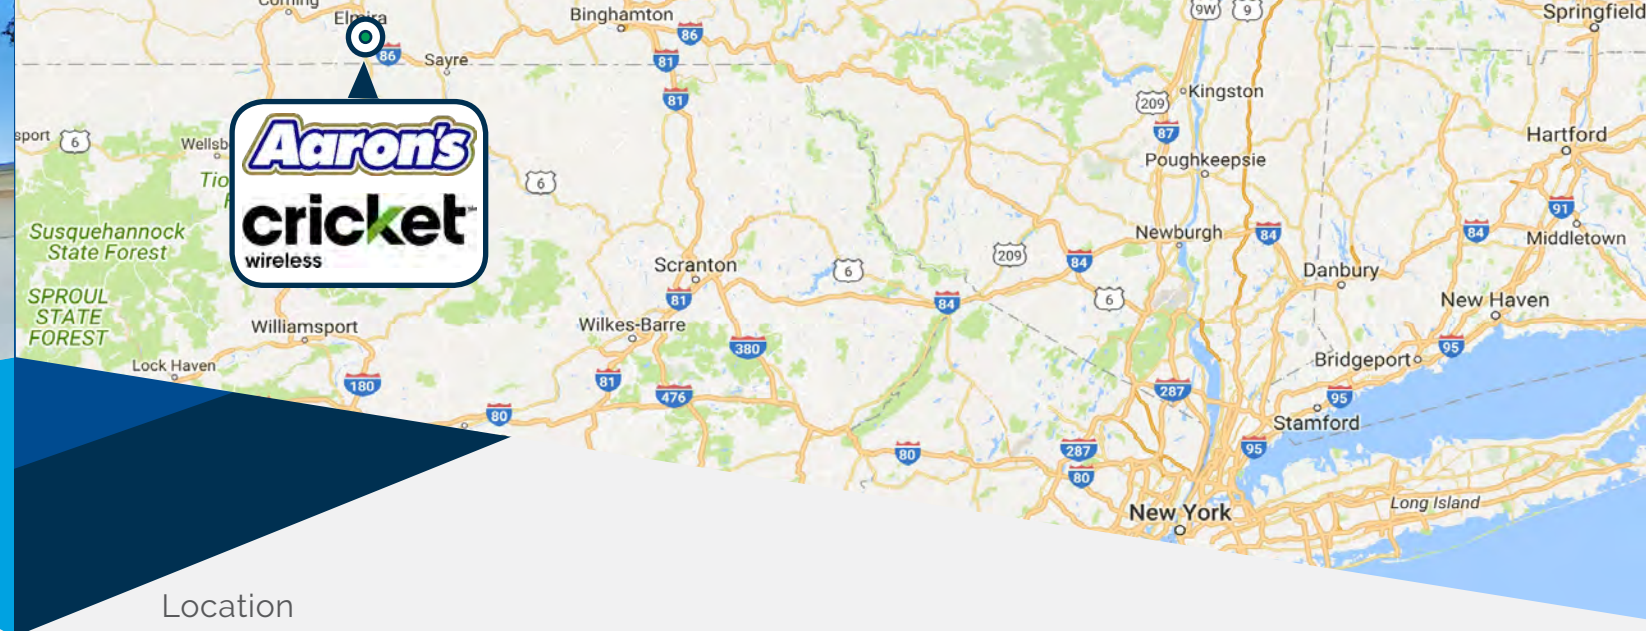 Corning
Elmira
Binghamton
9W
9
Springfield
86
86
Sayre
81
81
209
Kingston
87
sport
6
Wellsb
Aaron's
Tio
F
cricket
wireless
6
Poughkeepsie
Hartford
91
Susquehannock
State Forest
Newburgh
84
84
Middletown
SPROUL
STATE
FOREST
Scranton
81
6
209
84
84
6
Danbury
New Haven
Williamsport
Wilkes-Barre
380
Bridgeport
95
Lock Haven
180
81
476
287
95
Stamford
80
80
287
80
95
New York
Long Island
Location